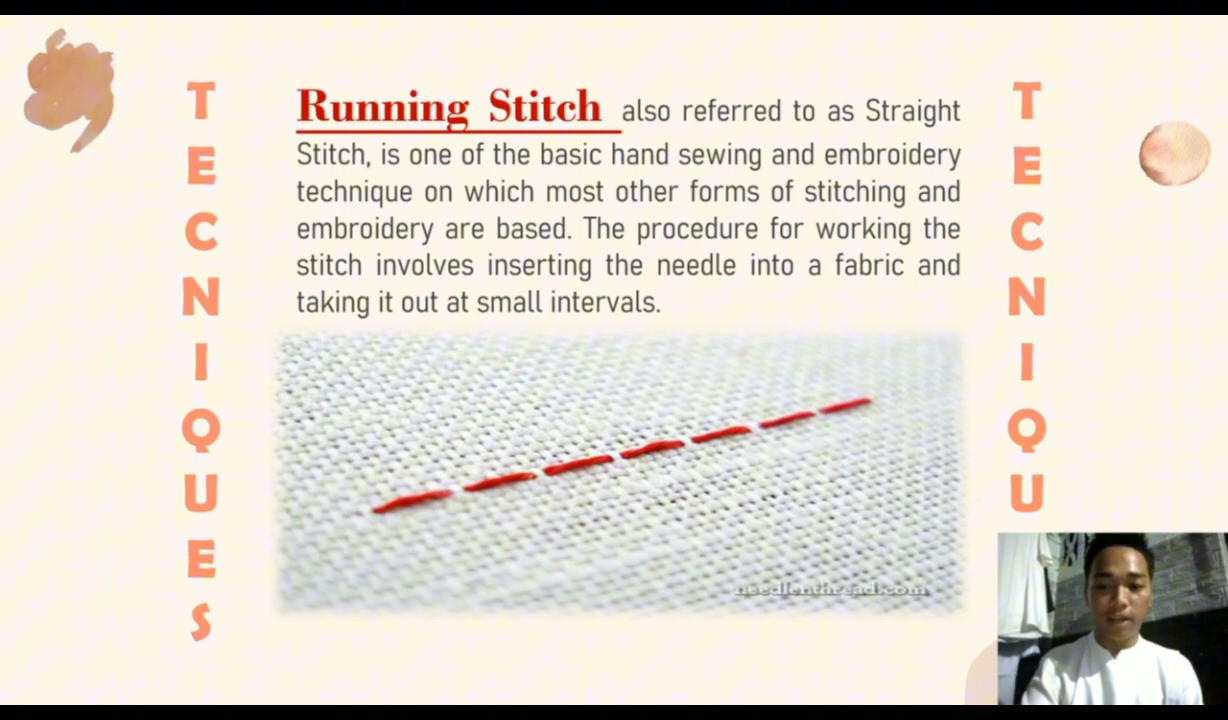 TECHNIQUES
Running Stitch also referred to as Straight
Stitch, is one of the basic hand sewing and embroidery
technique on which most other forms of stitching and
embroidery are based. The procedure for working the
stitch involves inserting the needle into a fabric and
taking it out at small intervals.
needlenthread.com
TECHNIQU